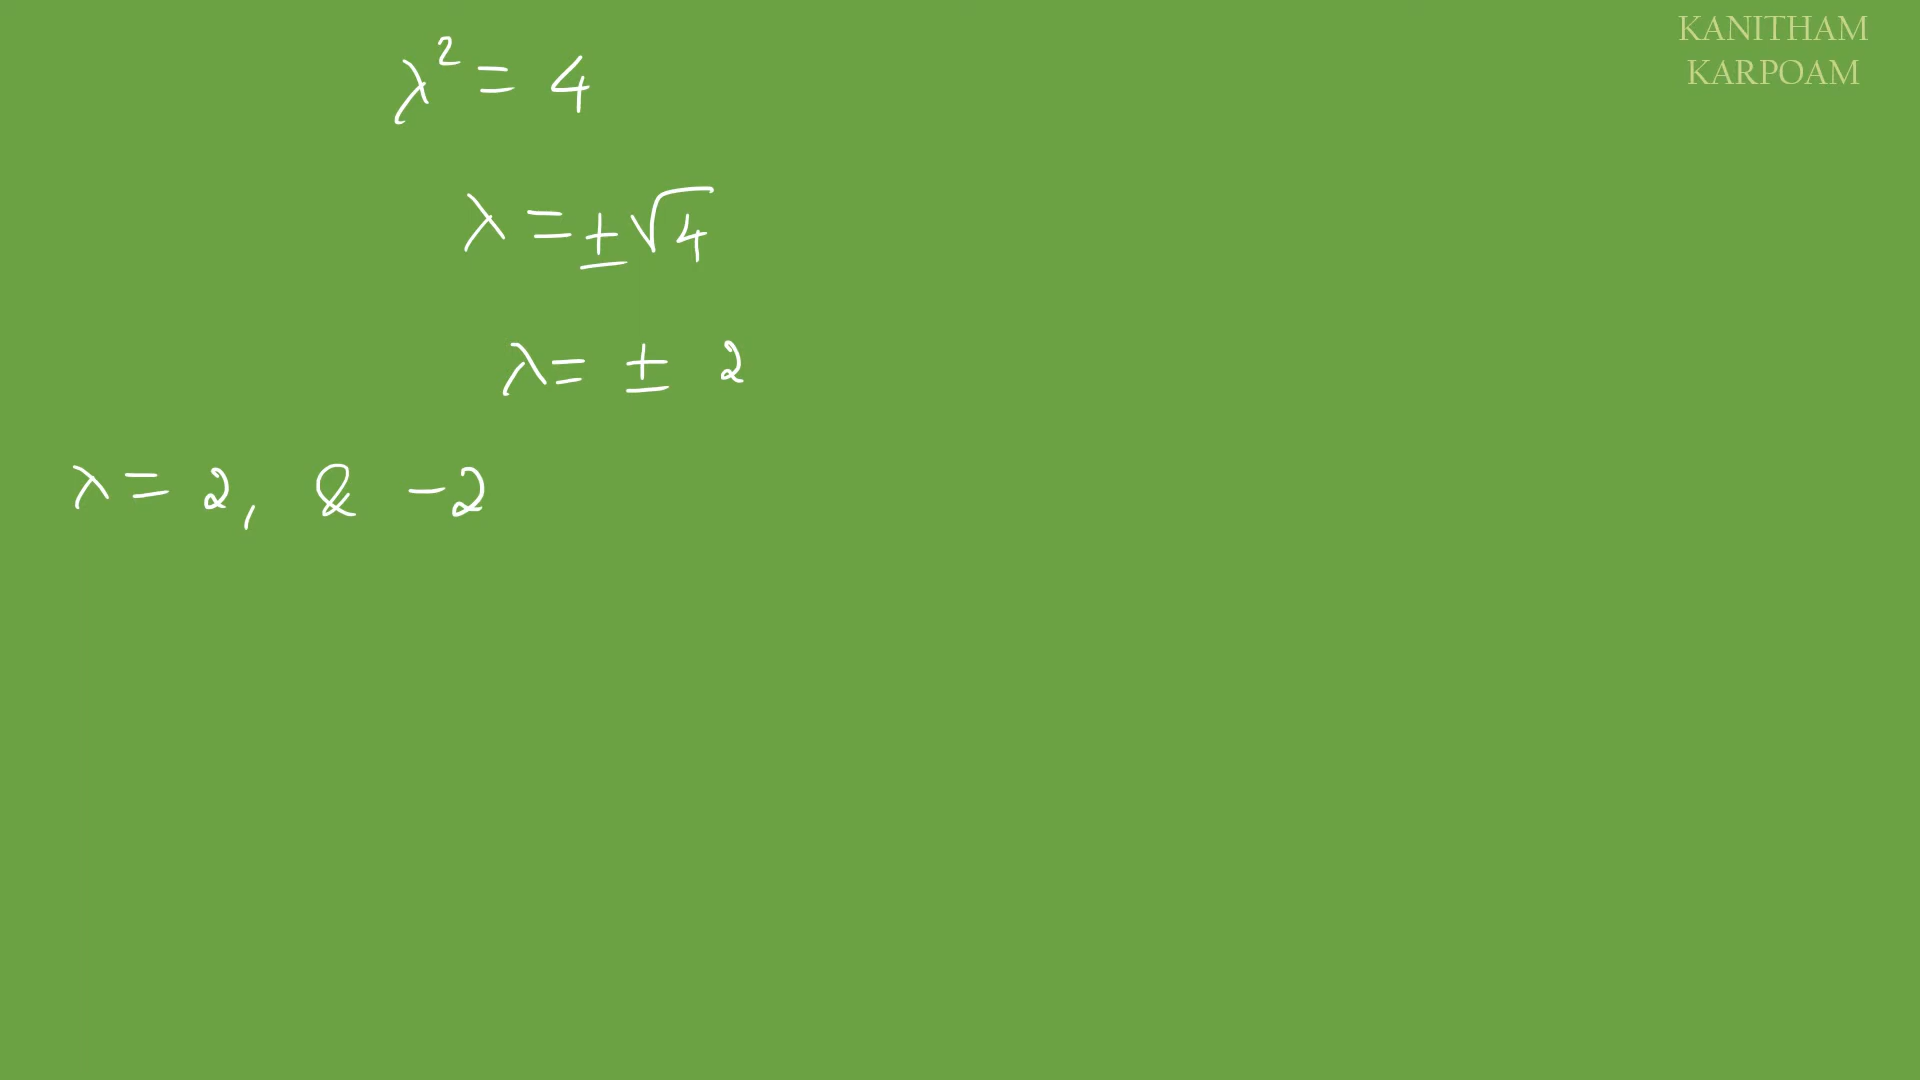 λ² = 4
KANITHAM
KARPOAM
λ = ±√4
λ = ± 2
λ = 2, & -2